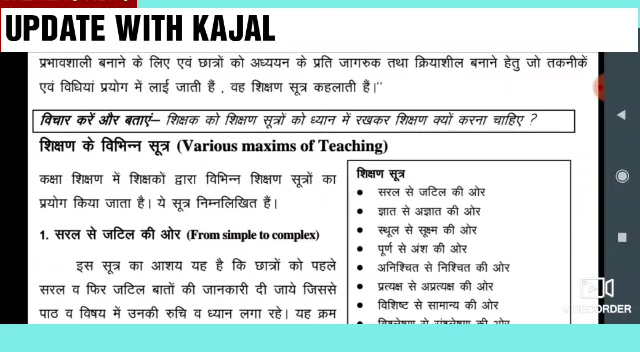 UPDATE WITH KAJAL
प्रभावशाली बनाने के लिए एवं छात्रों को अध्ययन के प्रति जागरुक तथा क्रियाशील बनाने हेतु जो तकनीकें
एवं विधियां प्रयोग में लाई जाती हैं , वह शिक्षण सूत्र कहलाती हैं।"
विचार करें और बताएं– शिक्षक को शिक्षण सूत्रों को ध्यान में रखकर शिक्षण क्यों करना चाहिए ?
शिक्षण के विभिन्न सूत्र (Various maxims of Teaching)
कक्षा शिक्षण में शिक्षकों द्वारा विभिन्न शिक्षण सूत्रों का
प्रयोग किया जाता है। ये सूत्र निम्नलिखित हैं।
1. सरल से जटिल की ओर (From simple to complex)
इस सूत्र का आशय यह है कि छात्रों को पहले
सरल व फिर जटिल बातों की जानकारी दी जाये जिससे
पाठ व विषय में उनकी रुचि व ध्यान लगा रहे। यह क्रम
शिक्षण सूत्र
• सरल से जटिल की ओर
• ज्ञात से अज्ञात की ओर
• स्थूल से सूक्ष्म की ओर
• पूर्ण से अंश की ओर
• अनिश्चित से निश्चित की ओर
• प्रत्यक्ष से अप्रत्यक्ष की ओर
• विशिष्ट से सामान्य की ओर
• विश्लेषण से संश्लेषण की ओर
RECORDER